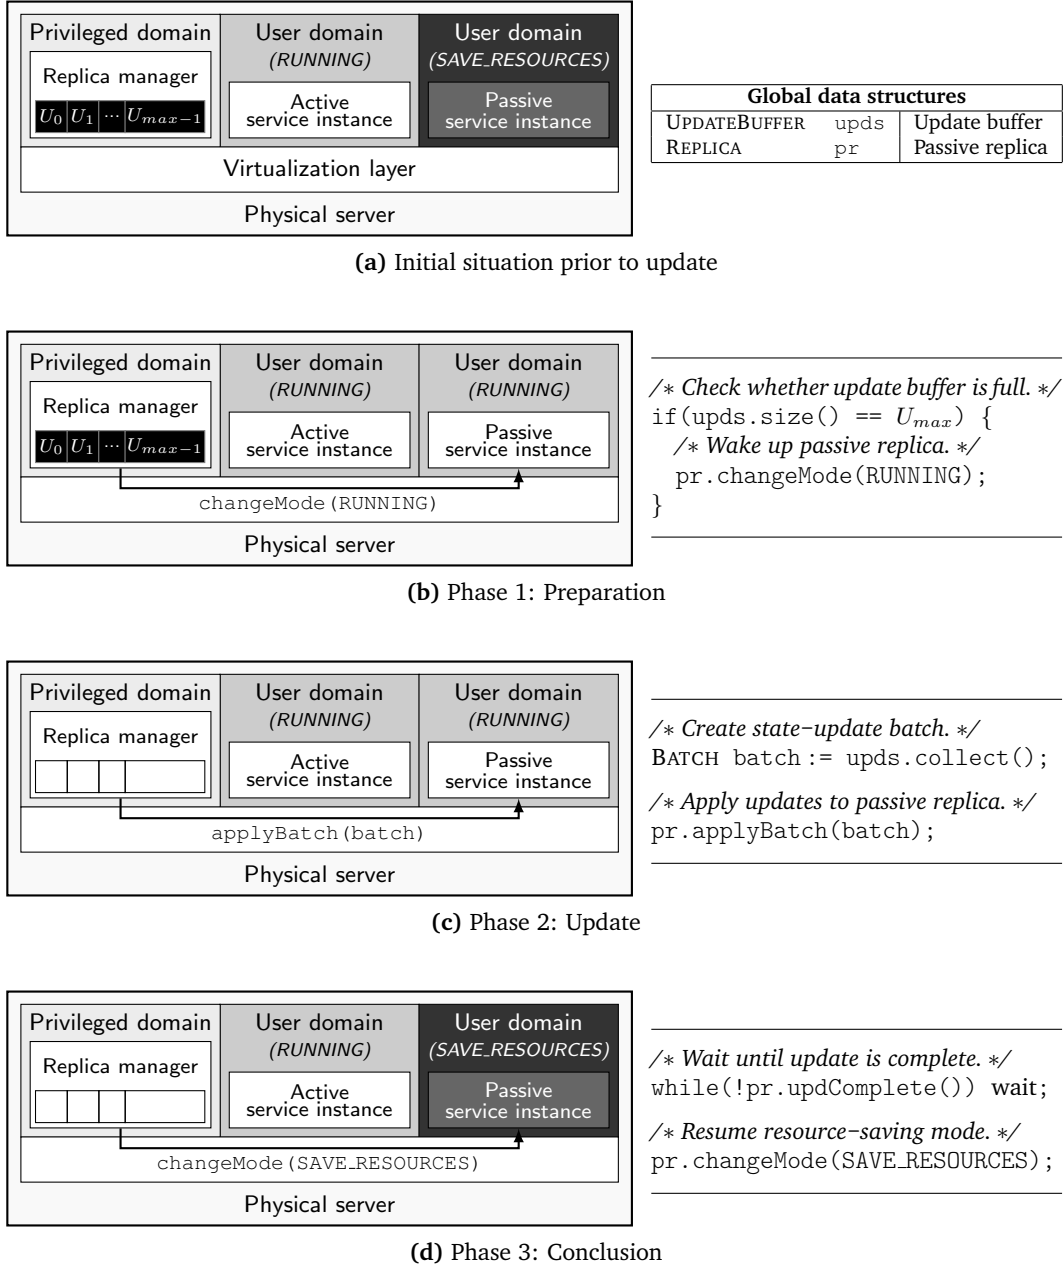 Privileged domain
Replica manager
U0 U1 ... Umax−1
User domain
(RUNNING)
Active
service instance
User domain
(SAVE_RESOURCES)
Passive
service instance
Virtualization layer
Physical server
Global data structures
UPDATEBUFFER upds Update buffer
REPLICA pr Passive replica
(a) Initial situation prior to update
Privileged domain
Replica manager
U0 U1 ... Umax−1
User domain
(RUNNING)
Active
service instance
User domain
(RUNNING)
Passive
service instance
changeMode(RUNNING)
Physical server
/* Check whether update buffer is full. */
if(upds.size() == Umax) {
/* Wake up passive replica. */
pr.changeMode(RUNNING);
}
(b) Phase 1: Preparation
Privileged domain
Replica manager
User domain
(RUNNING)
Active
service instance
User domain
(RUNNING)
Passive
service instance
applyBatch(batch)
Physical server
/* Create state-update batch. */
BATCH batch := upds.collect();
/* Apply updates to passive replica. */
pr.applyBatch(batch);
(c) Phase 2: Update
Privileged domain
Replica manager
User domain
(RUNNING)
Active
service instance
User domain
(SAVE_RESOURCES)
Passive
service instance
changeMode(SAVE_RESOURCES)
Physical server
/* Wait until update is complete. */
while(!pr.updComplete()) wait;
/* Resume resource-saving mode. */
pr.changeMode(SAVE_RESOURCES);
(d) Phase 3: Conclusion